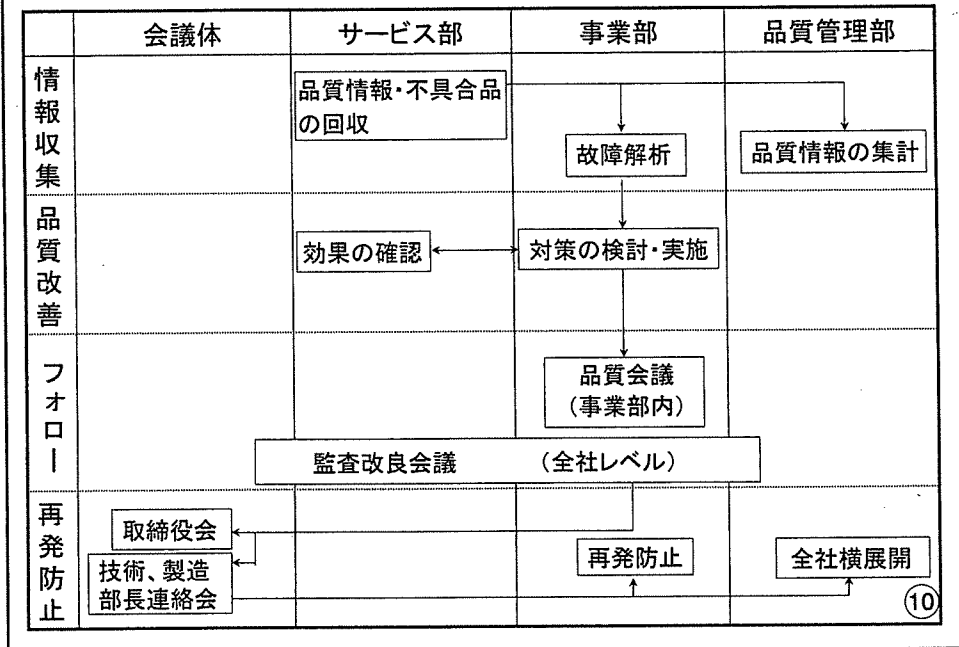 会議体
サービス部
事業部
品質管理部
情報収集
品質情報・不具合品
の回収
故障解析
品質情報の集計
品質改善
効果の確認
対策の検討・実施
フォロー
品質会議
(事業部内)
監査改良会議 (全社レベル)
再発防止
取締役会
技術、製造
部長連絡会
再発防止
全社横展開
⑩